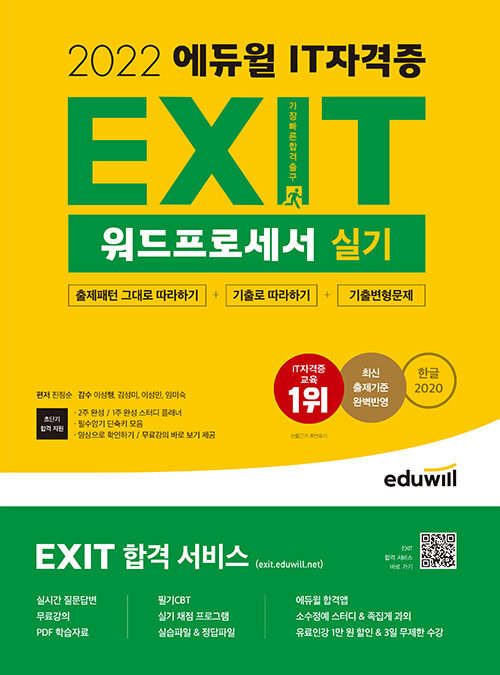 2022 에듀윌 IT자격증
EXIT
가장 빠른 합격출구
워드프로세서 실기
출제패턴 그대로 따라하기 + 기출로 따라하기 + 기출변형문제
IT자격증
교육
1위
최신
출제기준
완벽반영
한글
2020
산출근거 후면표기
편저 진정순 감수 이성행, 김성미, 이성민, 임미숙
초단기
합격 지원
· 2주 완성 / 1주 완성 스터디 플래너
· 필수암기 단축키 모음
· 영상으로 확인하기 / 무료강의 바로 보기 제공
eduwill
EXIT 합격 서비스 (exit.eduwill.net)
EXIT
합격 서비스
바로 가기
실시간 질문답변
무료강의
PDF 학습자료
필기CBT
실기 채점 프로그램
실습파일 & 정답파일
에듀윌 합격앱
소수정예 스터디 & 족집게 과외
유료인강 1만 원 할인 & 3일 무제한 수강